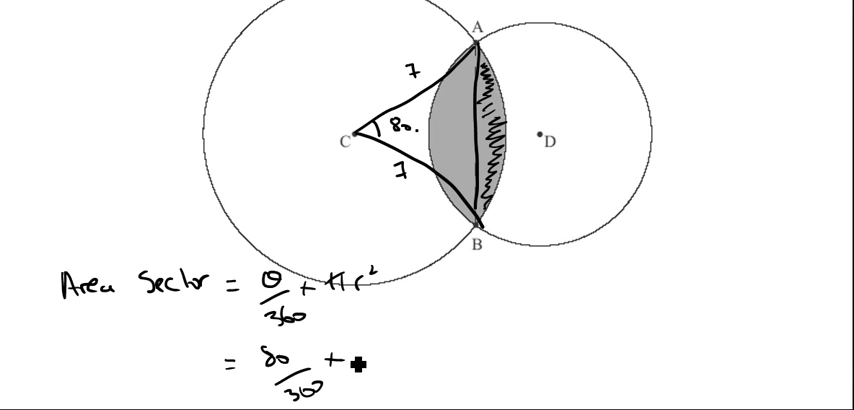 A
7
80.
C
D
7
B
Area Sector = θ/360 + πr²
= 80/360 +